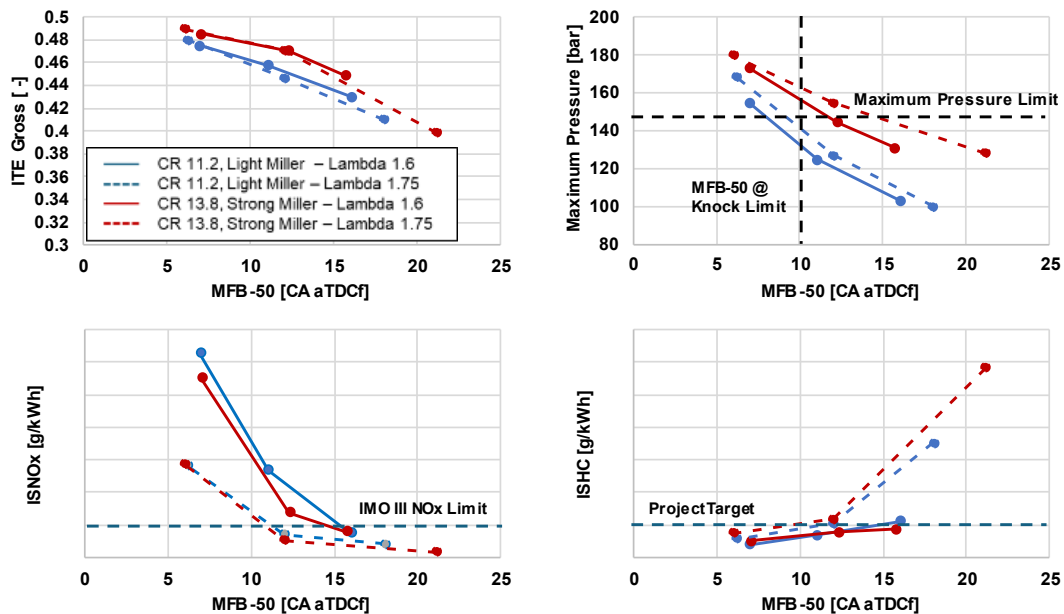 ITE Gross [-]
0.5
0.48
0.46
0.44
0.42
0.4
0.38
0.36
0.34
0.32
0.3
CR 11.2, Light Miller – Lambda 1.6
CR 11.2, Light Miller – Lambda 1.75
CR 13.8, Strong Miller – Lambda 1.6
CR 13.8, Strong Miller – Lambda 1.75
0 5 10 15 20 25
MFB-50 [CA aTDCf]
Maximum Pressure [bar]
200
180
160
140
120
100
80
Maximum Pressure Limit
MFB-50 @
Knock Limit
0 5 10 15 20 25
MFB-50 [CA aTDCf]
ISNOx [g/kWh]
IMO III NOx Limit
0 5 10 15 20 25
MFB-50 [CA aTDCf]
ISHC [g/kWh]
Project Target
0 5 10 15 20 25
MFB-50 [CA aTDCf]